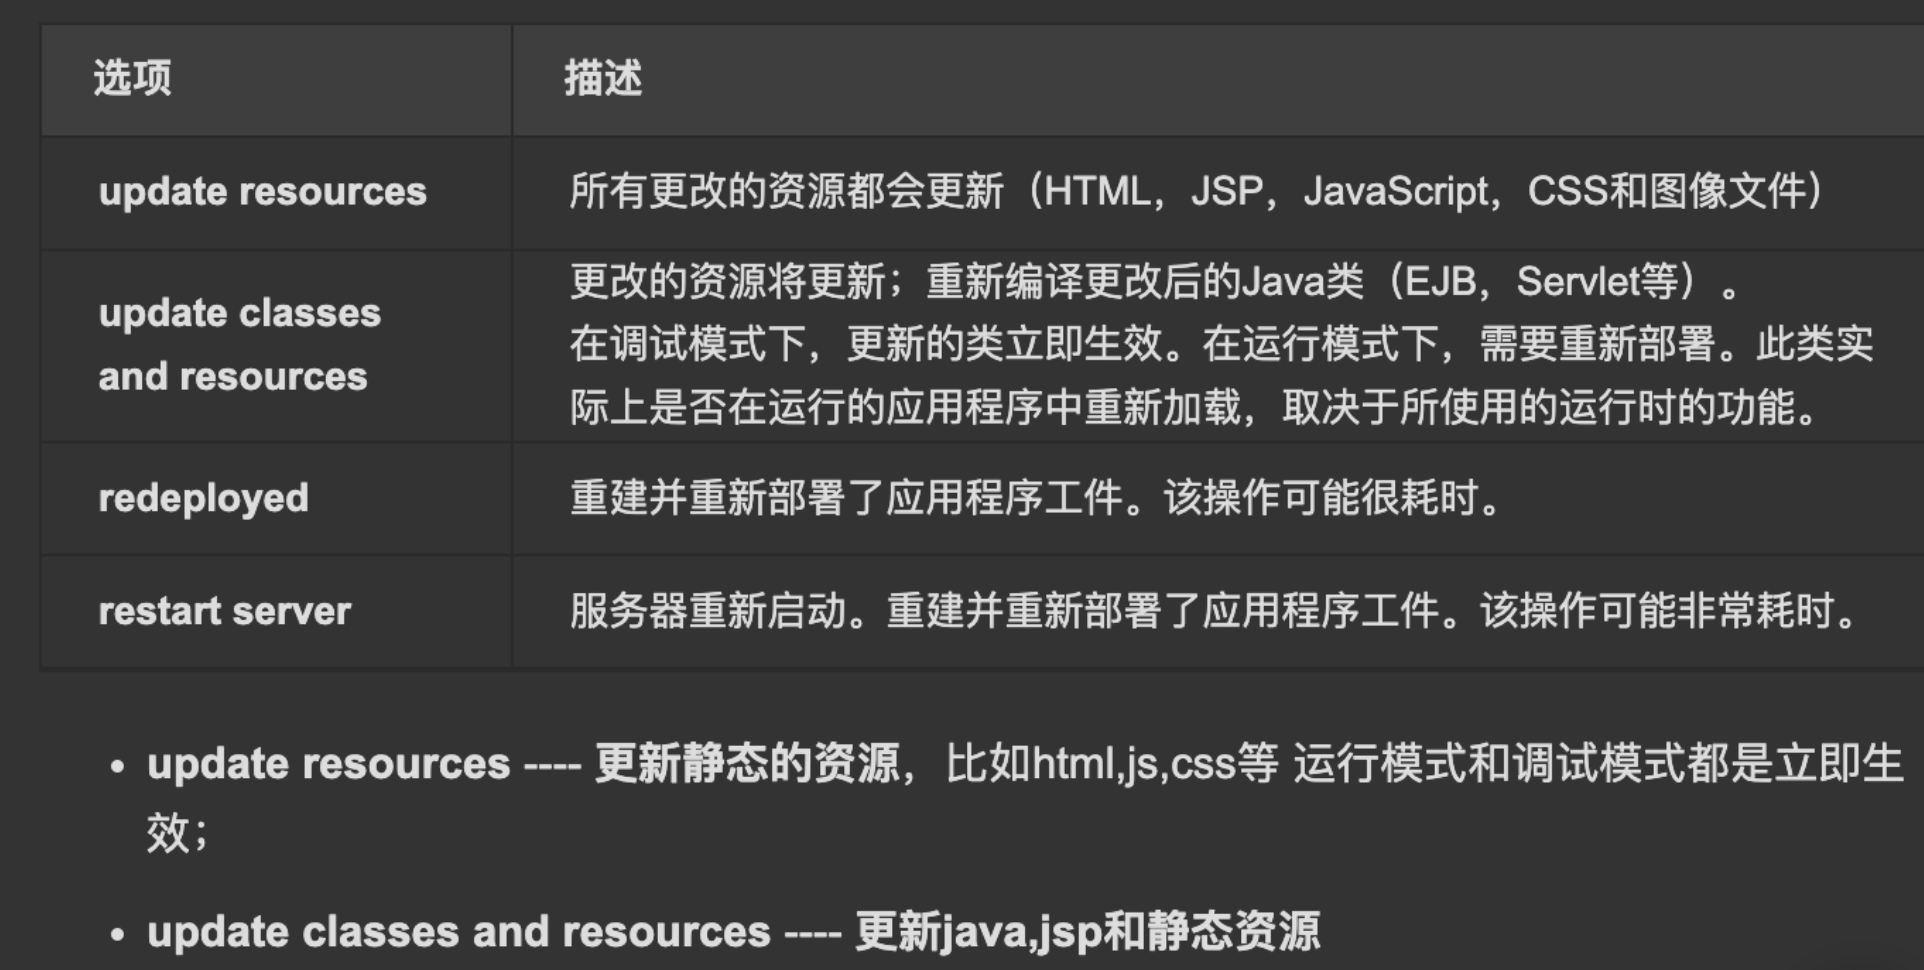 选项
描述
update resources
所有更改的资源都会更新（HTML，JSP，JavaScript，CSS和图像文件）
update classes
and resources
更改的资源将更新；重新编译更改后的Java类（EJB，Servlet等）。
在调试模式下，更新的类立即生效。在运行模式下，需要重新部署。此类实
际上是否在运行的应用程序中重新加载，取决于所使用的运行时的功能。
redeployed
重建并重新部署了应用程序工件。该操作可能很耗时。
restart server
服务器重新启动。重建并重新部署了应用程序工件。该操作可能非常耗时。
• update resources ---- 更新静态的资源，比如html,js,css等 运行模式和调试模式都是立即生
效；
• update classes and resources ---- 更新java,jsp和静态资源